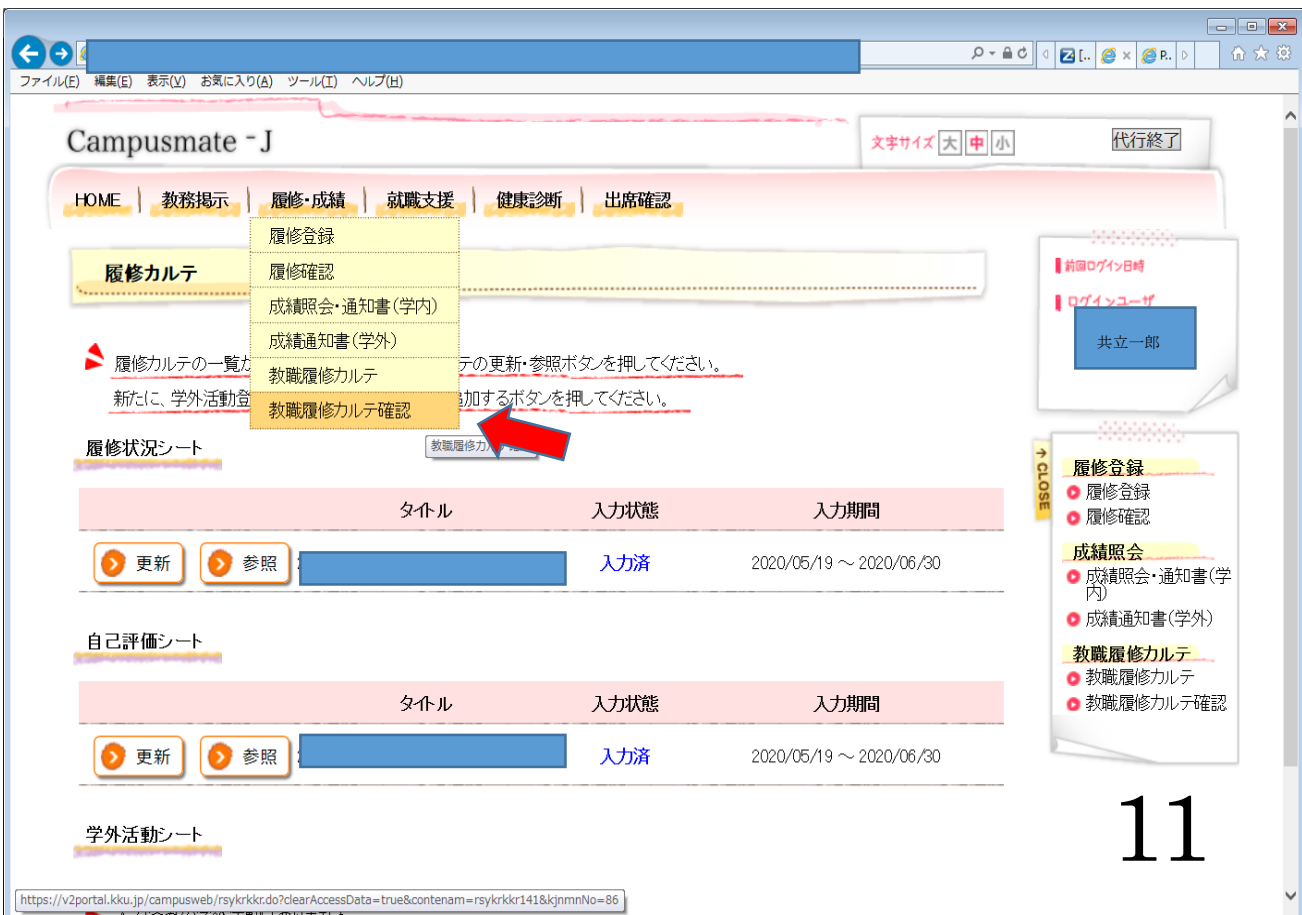 ファイル(F) 編集(E) 表示(V) お気に入り(A) ツール(T) ヘルプ(H)
Campusmate - J
文字サイズ 大 中 小
代行終了
HOME 教務掲示 履修・成績 就職支援 健康診断 出席確認
履修登録
履修確認
成績照会・通知書(学内)
成績通知書(学外)
教職履修カルテ
教職履修カルテ確認
履修カルテ
前回ログイン日時
ログインユーザ
共立一郎
履修カルテの一覧か
テの更新・参照ボタンを押してください。
新たに、学外活動登
追加するボタンを押してください。
教職履修カ
履修状況シート
タイトル 入力状態 入力期間
更新 参照 入力済 2020/05/19 ~ 2020/06/30
自己評価シート
タイトル 入力状態 入力期間
更新 参照 入力済 2020/05/19 ~ 2020/06/30
学外活動シート
→ CLOSE
履修登録
履修登録
履修確認
成績照会
成績照会・通知書(学
内)
成績通知書(学外)
教職履修カルテ
教職履修カルテ
教職履修カルテ確認
11
https://v2portal.kku.jp/campusweb/rsykrkkr.do?clearAccessData=true&contenam=rsykrkkr141&kjnmnNo=86